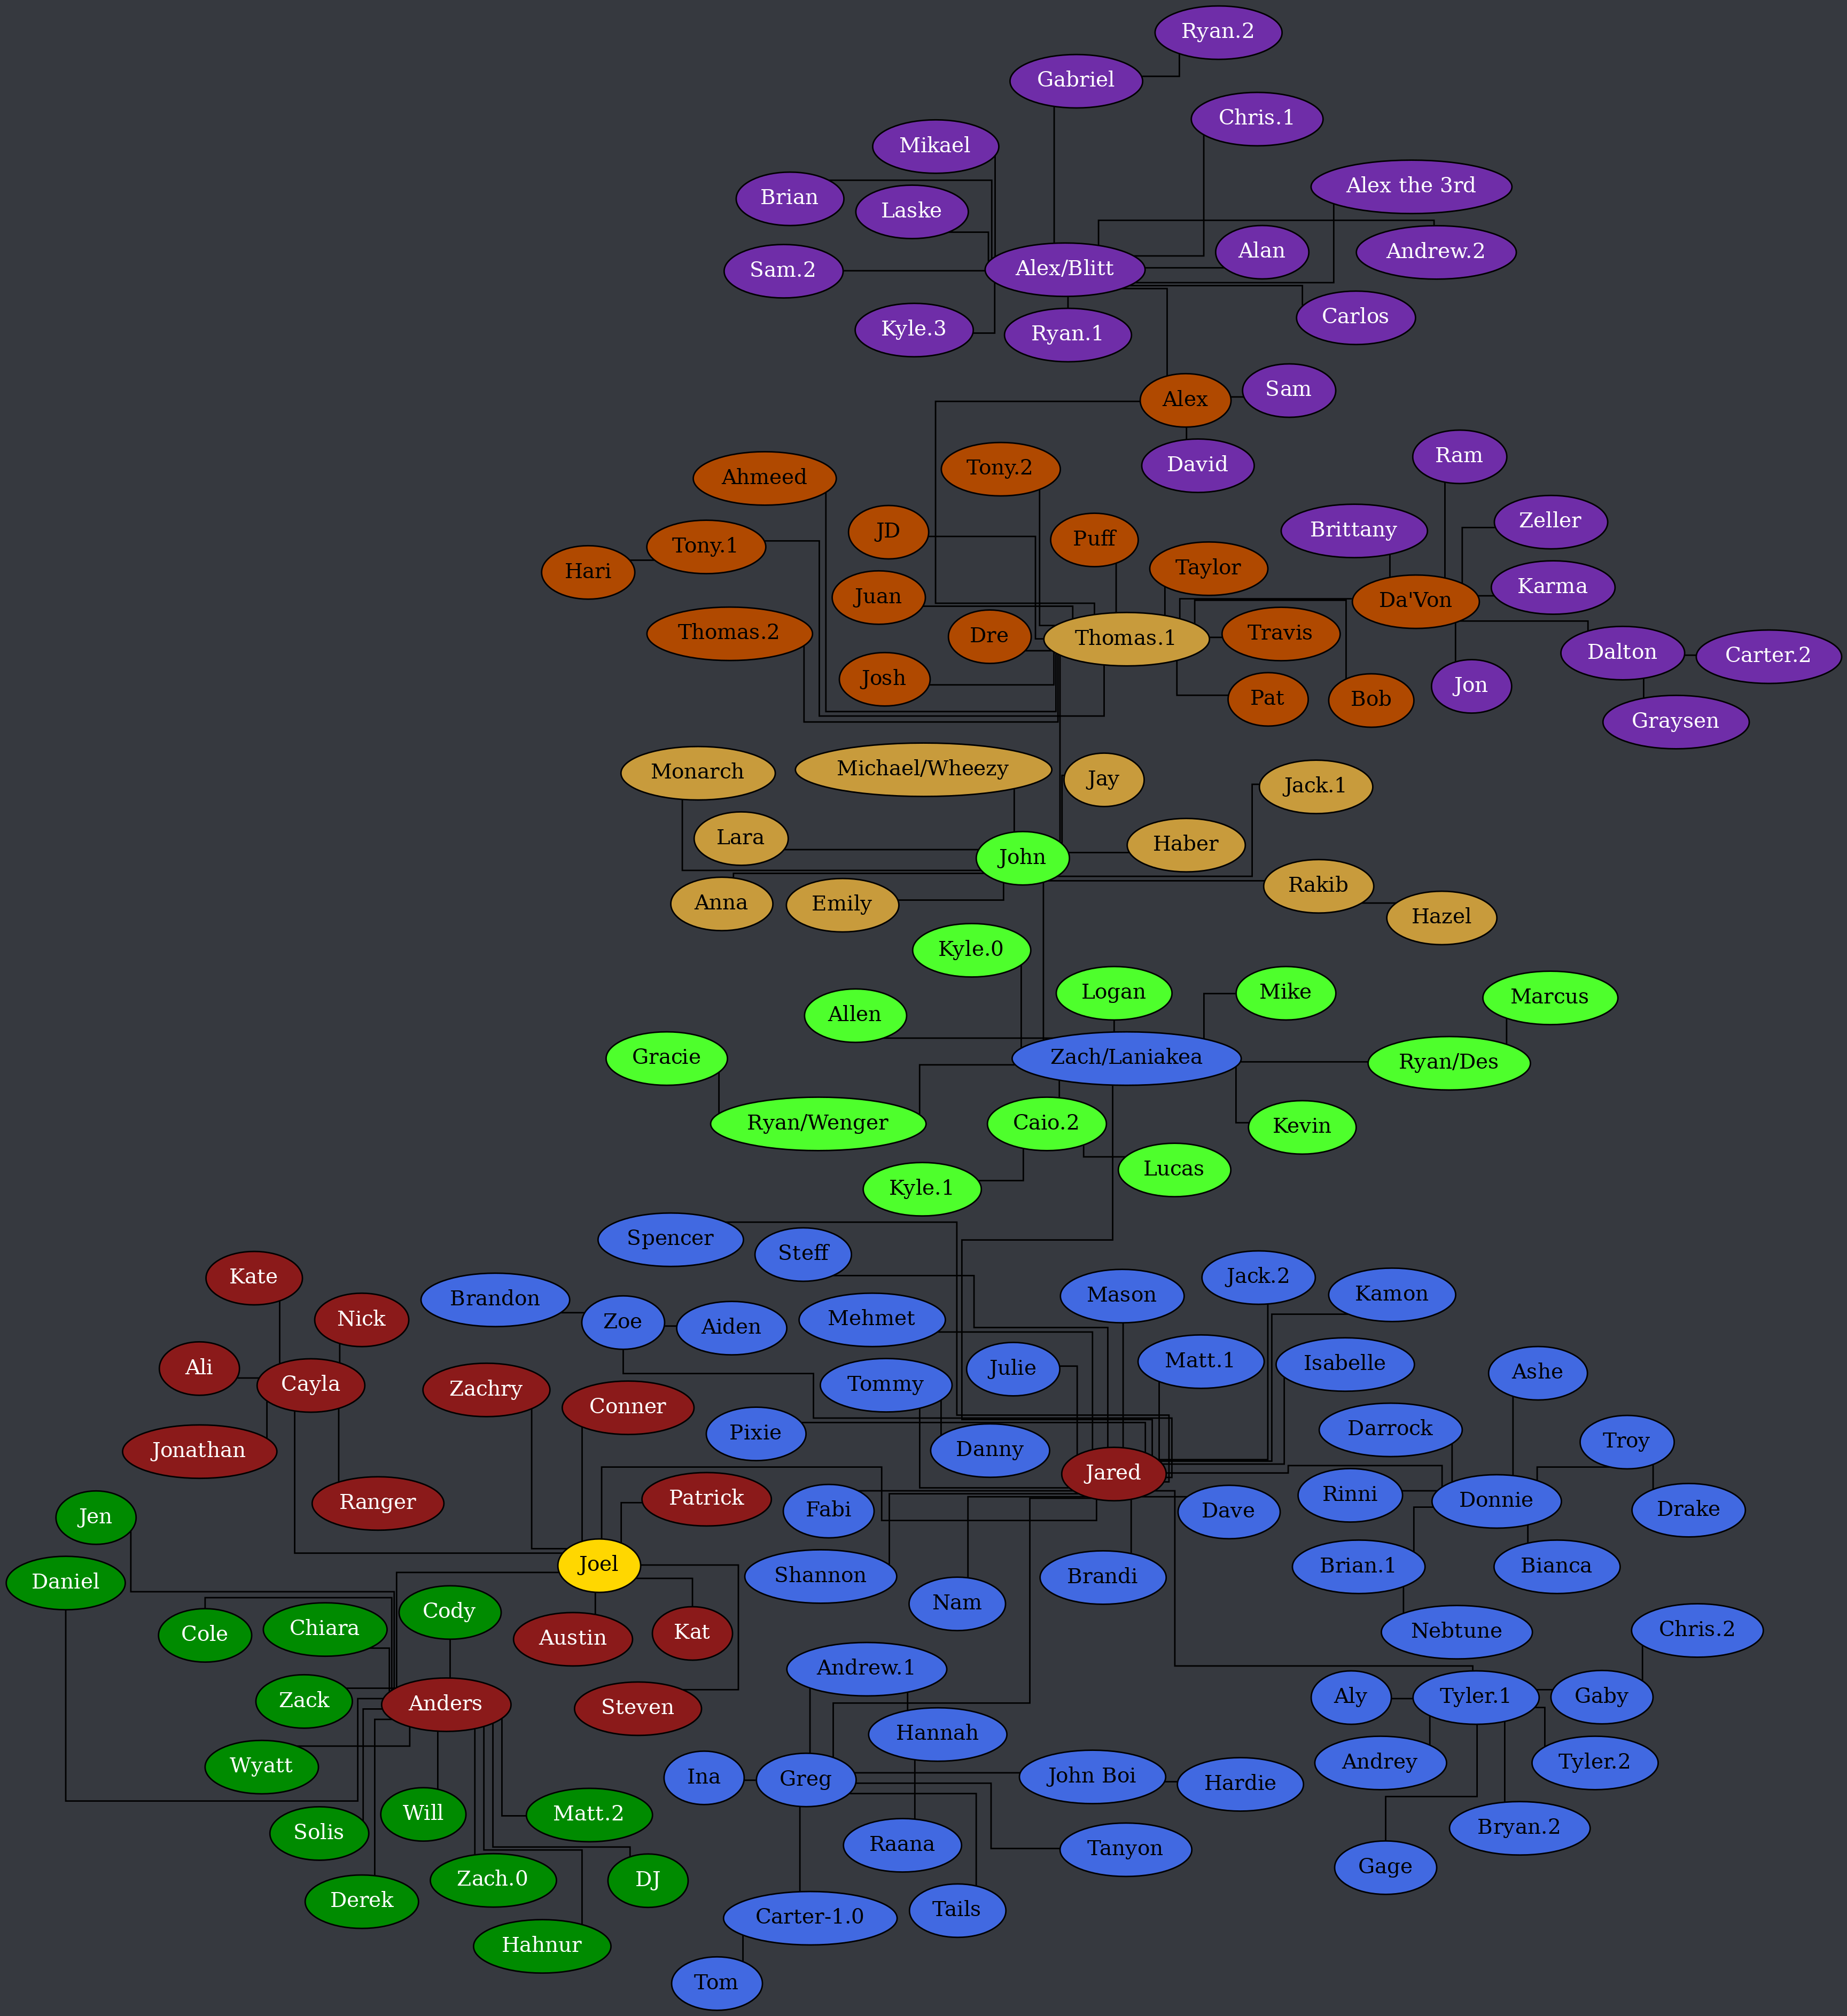 Ryan.2
Gabriel
Chris.1
Mikael
Alex the 3rd
Brian
Laske
Alan
Andrew.2
Alex/Blitt
Sam.2
Carlos
Kyle.3
Ryan.1
Sam
Alex
Ram
David
Tony.2
Ahmeed
Zeller
Brittany
JD
Puff
Tony.1
Taylor
Hari
Karma
Juan
Da'Von
Thomas.2
Dre
Thomas.1
Travis
Dalton
Carter.2
Josh
Jon
Pat
Bob
Graysen
Michael/Wheezy
Monarch
Jay
Jack.1
Lara
Haber
John
Rakib
Anna
Emily
Hazel
Kyle.0
Logan
Mike
Marcus
Allen
Gracie
Zach/Laniakea
Ryan/Des
Ryan/Wenger
Caio.2
Kevin
Lucas
Kyle.1
Spencer
Steff
Kate
Jack.2
Kamon
Mason
Brandon
Nick
Mehmet
Zoe
Aiden
Matt.1
Isabelle
Ali
Julie
Ashe
Cayla
Tommy
Zachry
Conner
Darrock
Pixie
Troy
Jonathan
Danny
Jared
Rinni
Patrick
Donnie
Ranger
Fabi
Dave
Drake
Jen
Joel
Brian.1
Bianca
Shannon
Brandi
Daniel
Nam
Cody
Chiara
Chris.2
Cole
Austin
Kat
Nebtune
Andrew.1
Aly
Tyler.1
Gaby
Zack
Anders
Steven
Hannah
Wyatt
Andrey
Tyler.2
Ina
Greg
John Boi
Hardie
Will
Matt.2
Bryan.2
Solis
Raana
Tanyon
Gage
Zach.0
DJ
Derek
Tails
Carter-1.0
Hahnur
Tom